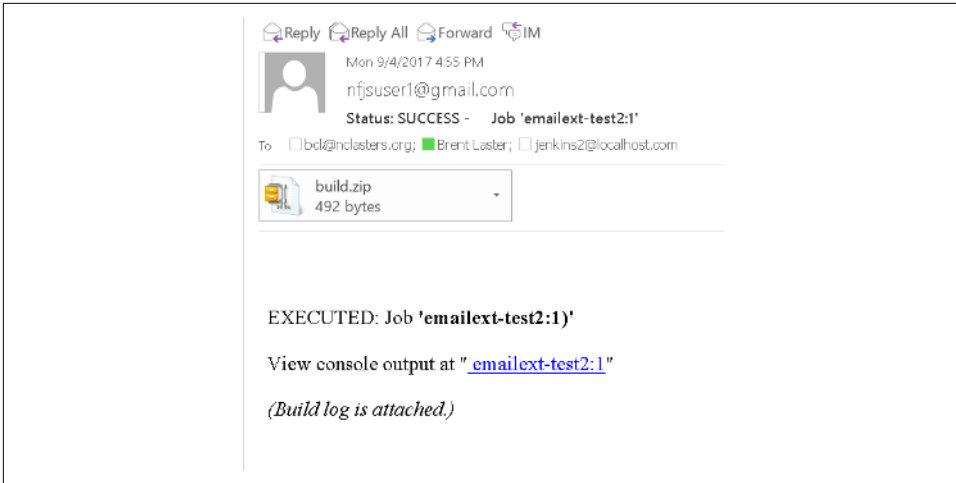 Reply Reply All Forward IM
Mon 9/4/2017 4:55 PM
nfjsuser1@gmail.com
Status: SUCCESS - Job 'emailext-test2:1'
To bcl@nclasters.org; Brent Laster; jenkins2@localhost.com
build.zip
492 bytes
EXECUTED: Job 'emailext-test2:1)'
View console output at " emailext-test2:1"
(Build log is attached.)